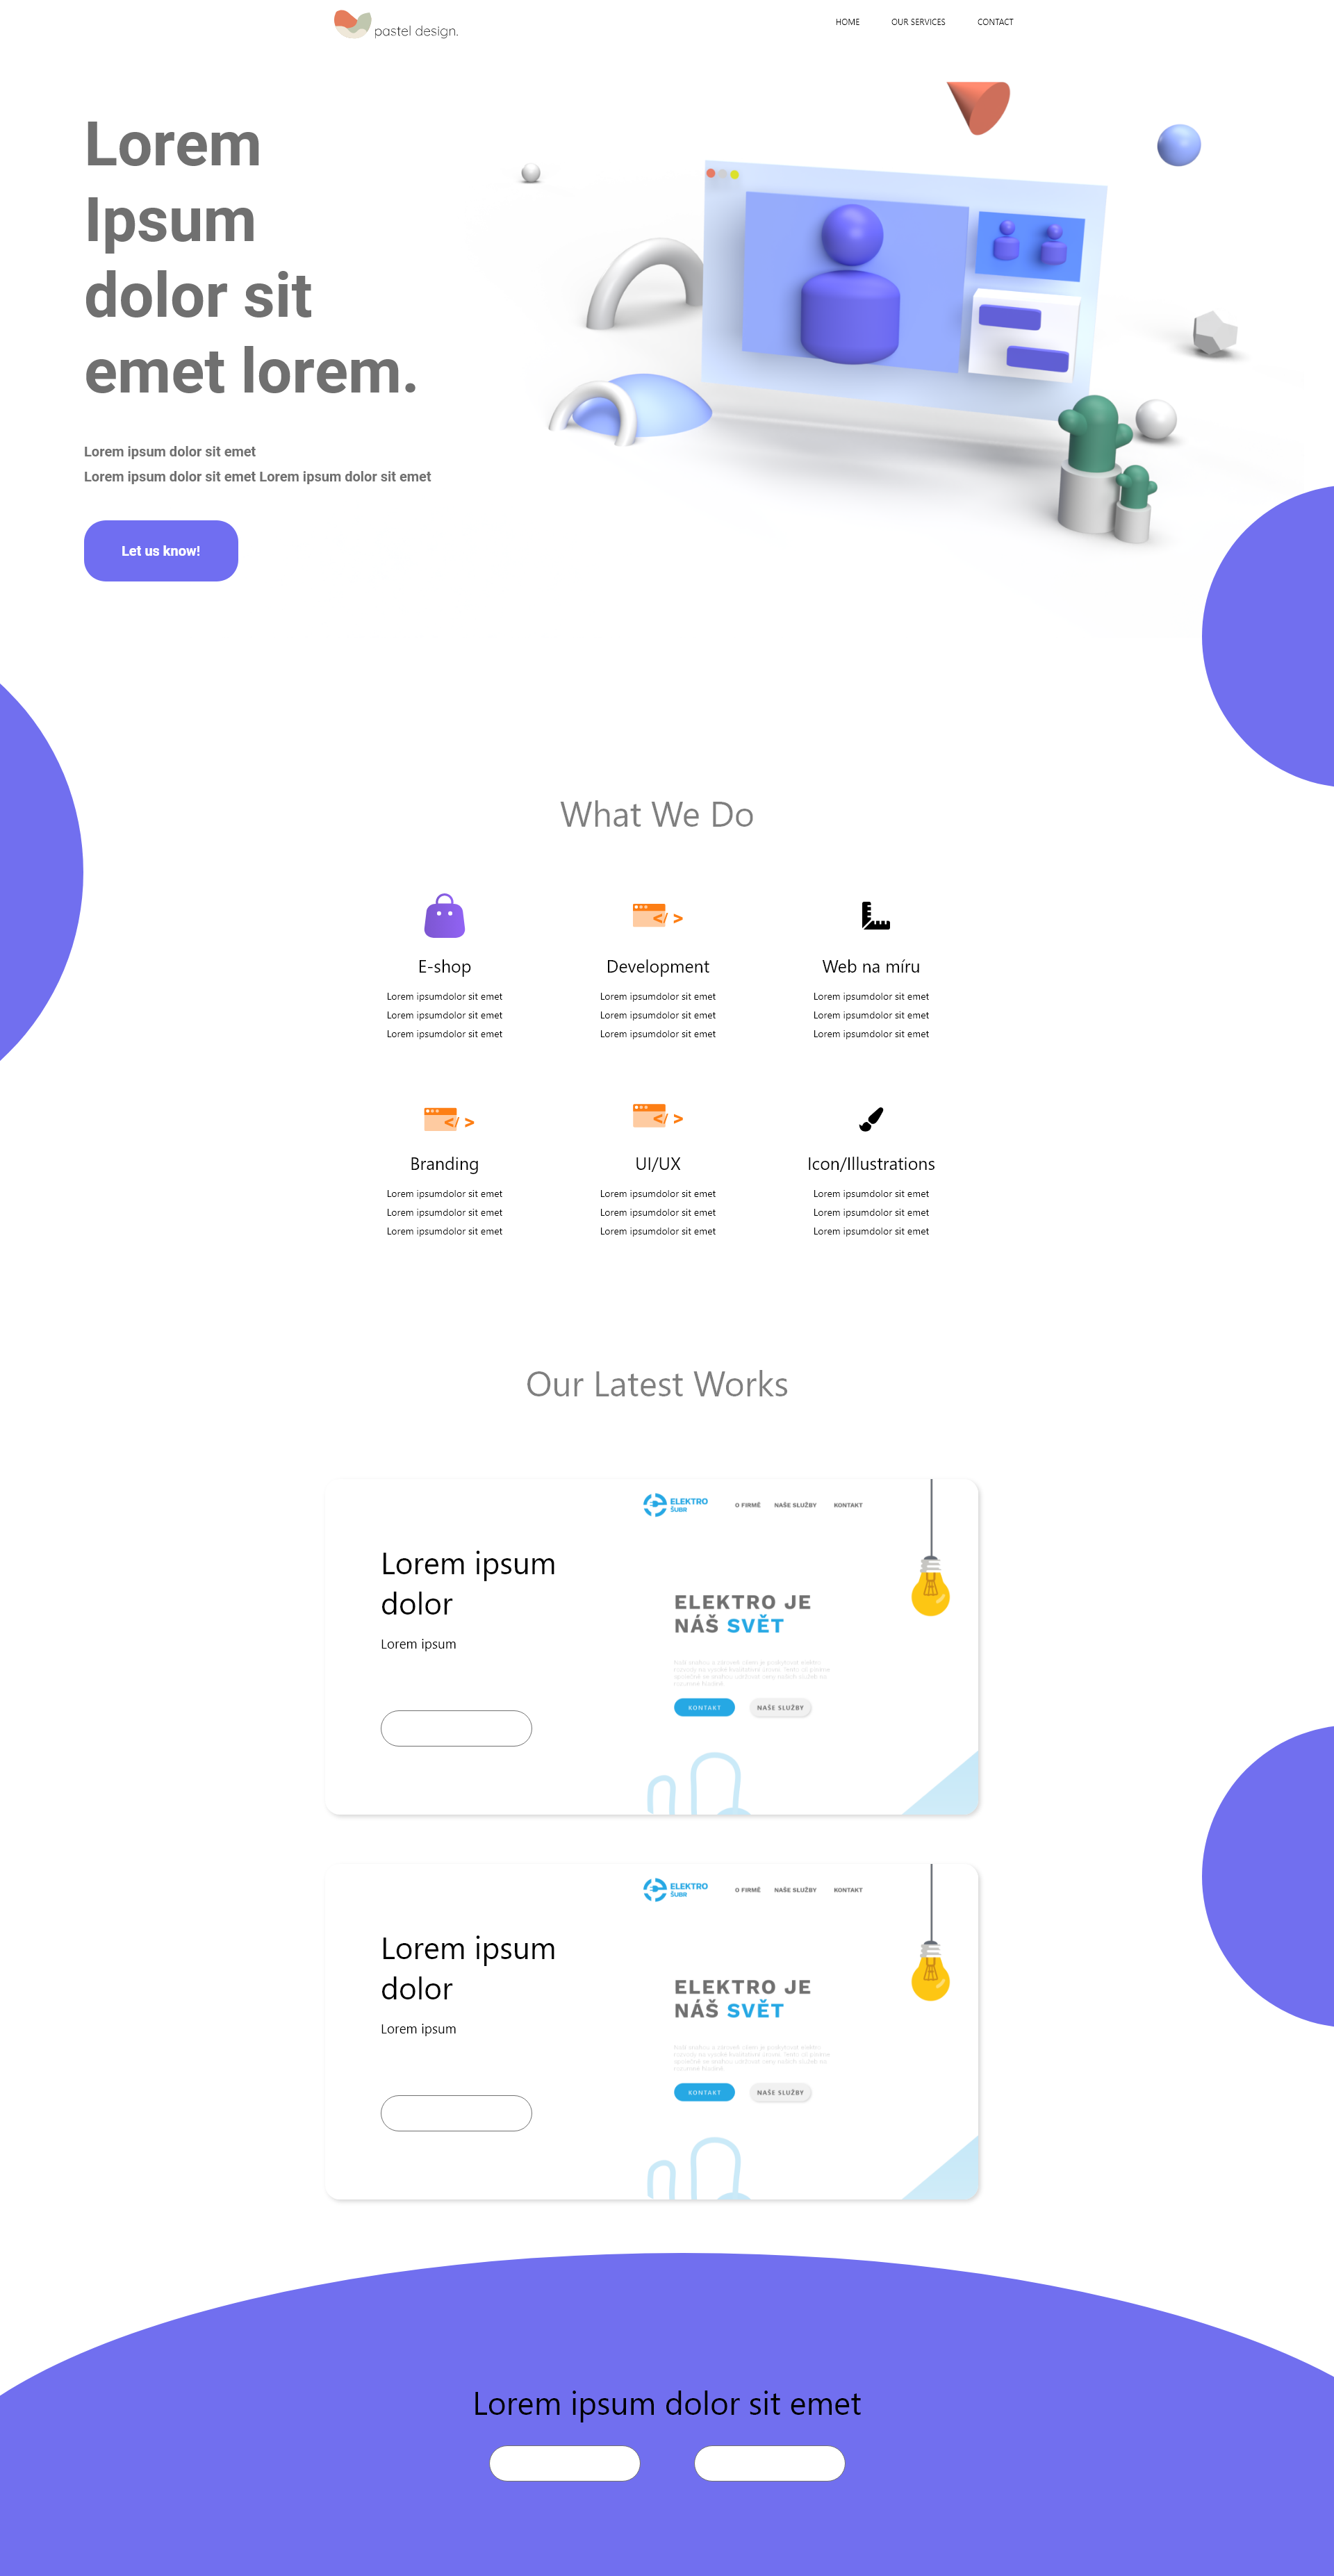 pastel design.
HOME OUR SERVICES CONTACT
Lorem
Ipsum
dolor sit
emet lorem.
Lorem ipsum dolor sit emet
Lorem ipsum dolor sit emet Lorem ipsum dolor sit emet
Let us know!
What We Do
E-shop
Lorem ipsumdolor sit emet
Lorem ipsumdolor sit emet
Lorem ipsumdolor sit emet
Development
Lorem ipsumdolor sit emet
Lorem ipsumdolor sit emet
Lorem ipsumdolor sit emet
Web na míru
Lorem ipsumdolor sit emet
Lorem ipsumdolor sit emet
Lorem ipsumdolor sit emet
Branding
Lorem ipsumdolor sit emet
Lorem ipsumdolor sit emet
Lorem ipsumdolor sit emet
UI/UX
Lorem ipsumdolor sit emet
Lorem ipsumdolor sit emet
Lorem ipsumdolor sit emet
Icon/Illustrations
Lorem ipsumdolor sit emet
Lorem ipsumdolor sit emet
Lorem ipsumdolor sit emet
Our Latest Works
Lorem ipsum
dolor
Lorem ipsum
ELEKTRO
ŠUBR
O FIRMĚ NAŠE SLUŽBY KONTAKT
ELEKTRO JE
NÁŠ SVĚT
KONTAKT NAŠE SLUŽBY
Lorem ipsum
dolor
Lorem ipsum
ELEKTRO
ŠUBR
O FIRMĚ NAŠE SLUŽBY KONTAKT
ELEKTRO JE
NÁŠ SVĚT
KONTAKT NAŠE SLUŽBY
Lorem ipsum dolor sit emet